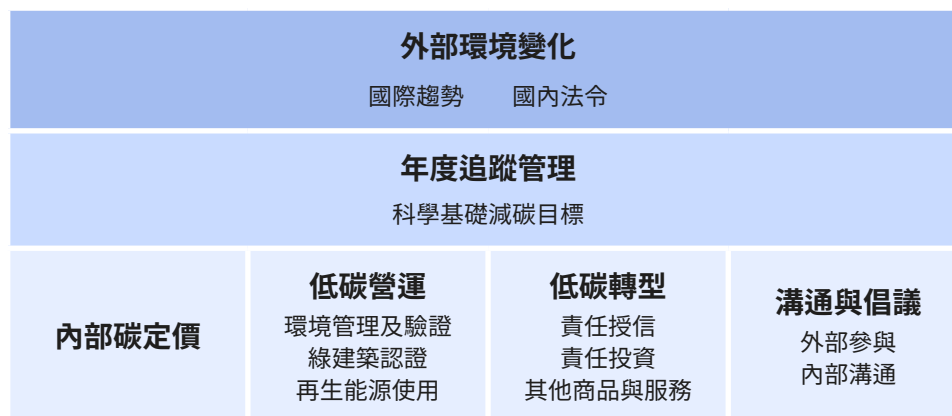 外部環境變化
國際趨勢 國內法令
年度追蹤管理
科學基礎減碳目標
內部碳定價
低碳營運
環境管理及驗證
綠建築認證
再生能源使用
低碳轉型
責任授信
責任投資
其他商品與服務
溝通與倡議
外部參與
內部溝通